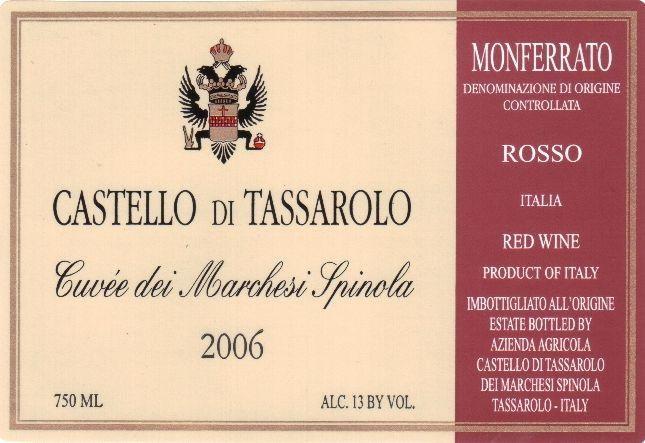 CASTELLO DI TASSAROLO
Cuvée dei Marchesi Spinola
2006
750 ML
ALC. 13 BY VOL.
MONFERRATO
DENOMINAZIONE DI ORIGINE
CONTROLLATA
ROSSO
ITALIA
RED WINE
PRODUCT OF ITALY
IMBOTTIGLIATO ALL'ORIGINE
ESTATE BOTTLED BY
AZIENDA AGRICOLA
CASTELLO DI TASSAROLO
DEI MARCHESI SPINOLA
TASSAROLO - ITALY